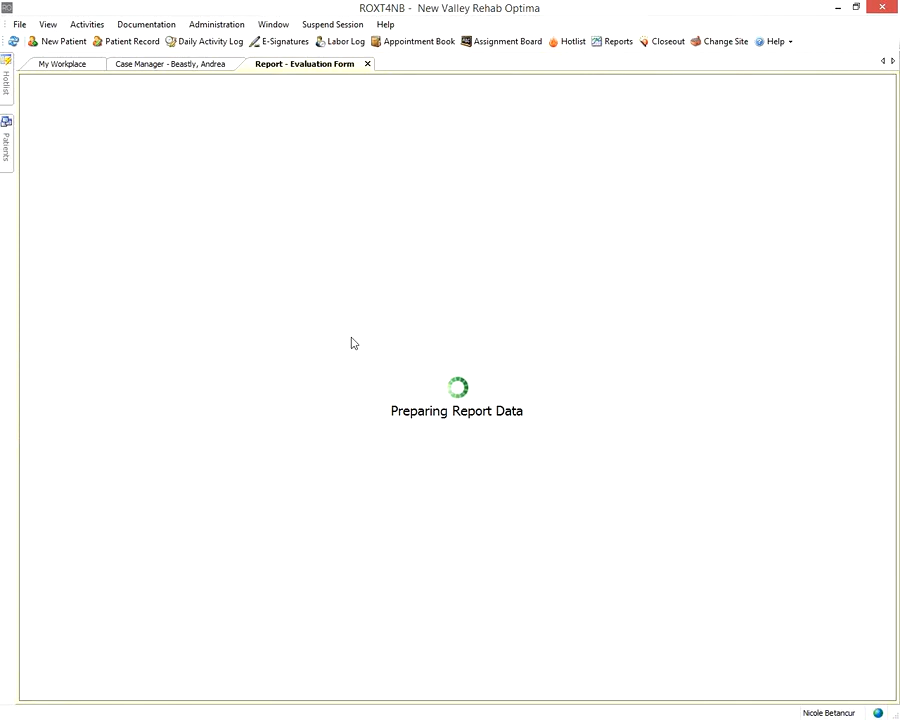 ROXT4NB - New Valley Rehab Optima
File View Activities Documentation Administration Window Suspend Session Help
New Patient Patient Record Daily Activity Log E-Signatures Labor Log Appointment Book Assignment Board Hotlist Reports Closeout Change Site Help
My Workplace Case Manager - Beastly, Andrea Report - Evaluation Form
Hotlist
Patients
Preparing Report Data
Nicole Betancur